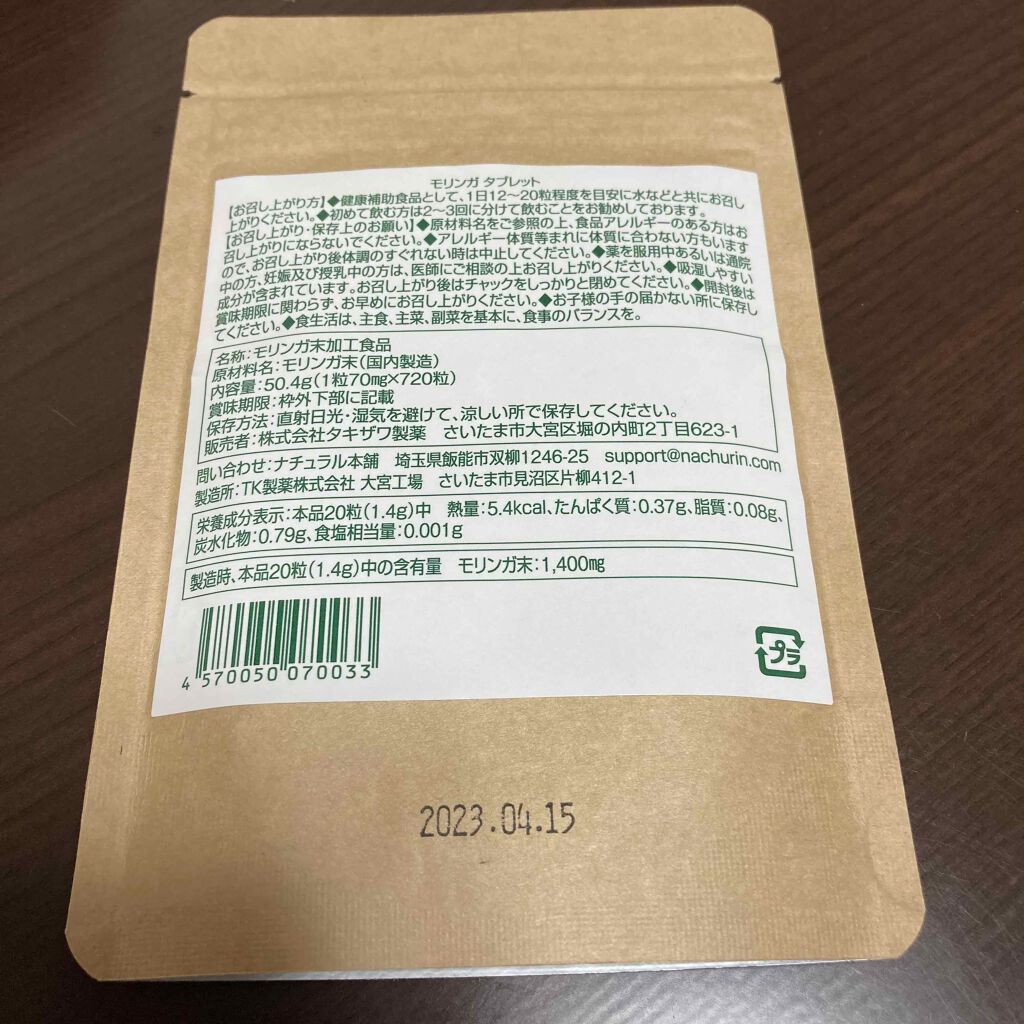 モリンガ タブレット
【お召し上がり方】◆健康補助食品として、1日12〜20粒程度を目安に水などと共にお召し
上がりください。◆初めて飲む方は2〜3回に分けて飲むことをお勧めしております。
【お召し上がり・保存上のお願い】◆原材料名をご参照の上、食品アレルギーのある方はお
召し上がりにならないでください。◆アレルギー体質等まれに体質に合わない方もいます
ので、お召し上がり後体調のすぐれない時は中止してください。◆薬を服用中あるいは通院
中の方、妊娠及び授乳中の方は、医師にご相談の上お召し上がりください。◆吸湿しやすい
成分が含まれています。お召し上がり後はチャックをしっかりと閉めてください。◆開封後は
賞味期限に関わらず、お早めにお召し上がりください。◆お子様の手の届かない所に保存し
てください。◆食生活は、主食、主菜、副菜を基本に、食事のバランスを。
名称：モリンガ末加工食品
原材料名：モリンガ末（国内製造）
内容量：50.4g（1粒70mg×720粒）
賞味期限：枠外下部に記載
保存方法：直射日光・湿気を避けて、涼しい所で保存してください。
販売者：株式会社タキザワ製薬　さいたま市大宮区堀の内町2丁目623-1
問い合わせ：ナチュラル本舗　埼玉県飯能市双柳1246-25　support@nachurin.com
製造所：TK製薬株式会社 大宮工場　さいたま市見沼区片柳412-1
栄養成分表示：本品20粒（1.4g）中　熱量：5.4kcal、たんぱく質：0.37g、脂質：0.08g、
炭水化物：0.79g、食塩相当量：0.001g
製造時、本品20粒（1.4g）中の含有量　モリンガ末：1,400mg
4 570050 070033
プラ
2023.04.15